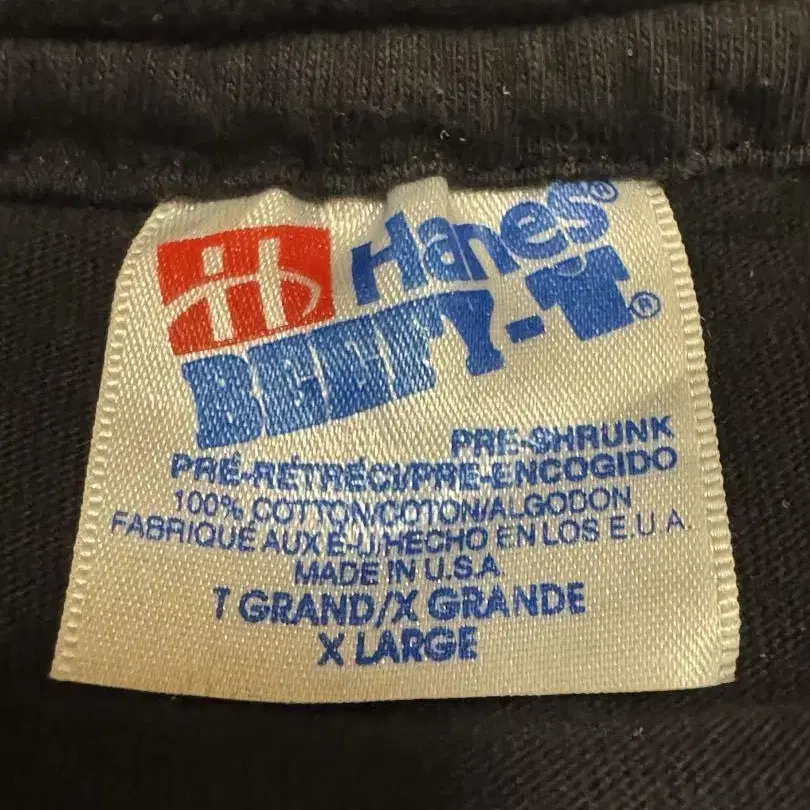 H Hanes®
BEEFY-T®
PRE-SHRUNK
PRÉ-RÉTRÉCI/PRE-ENCOGIDO
100% COTTON/COTON/ALGODON
FABRIQUÉ AUX É-U/HECHO EN LOS E.U.A.
MADE IN U.S.A
T GRAND/X GRANDE
X LARGE